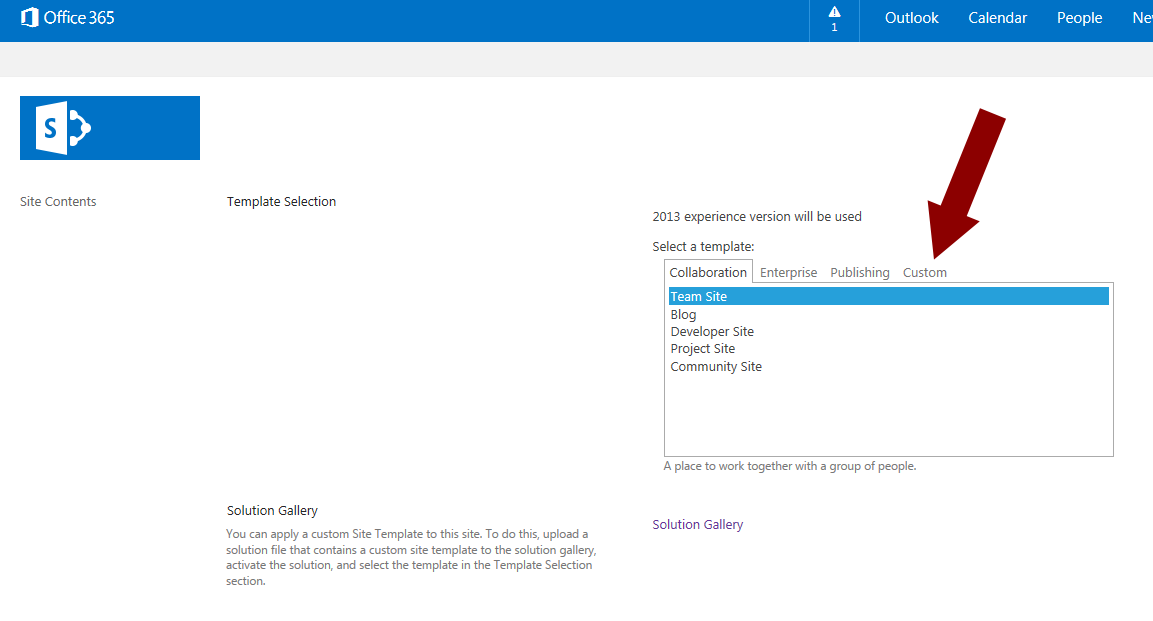 Office 365
1
Outlook
Calendar
People
S
Site Contents
Template Selection
2013 experience version will be used
Select a template:
Collaboration Enterprise Publishing Custom
Team Site
Blog
Developer Site
Project Site
Community Site
A place to work together with a group of people.
Solution Gallery
You can apply a custom Site Template to this site. To do this, upload a
solution file that contains a custom site template to the solution gallery,
activate the solution, and select the template in the Template Selection
section.
Solution Gallery